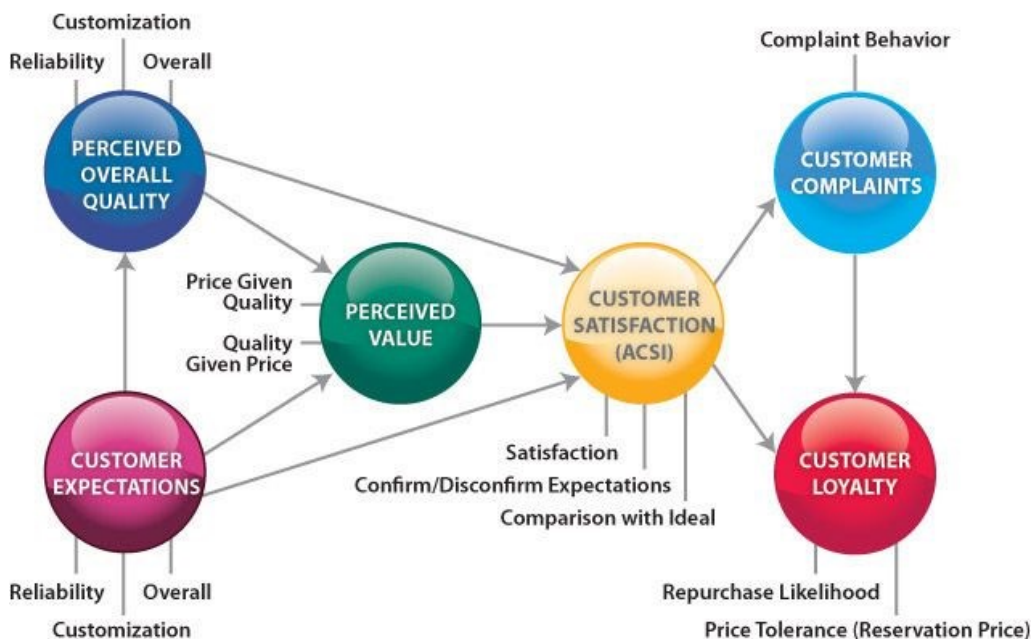 Customization
Reliability
Overall
PERCEIVED
OVERALL
QUALITY
Complaint Behavior
CUSTOMER
COMPLAINTS
Price Given
Quality
Quality
Given Price
PERCEIVED
VALUE
CUSTOMER
SATISFACTION
(ACSI)
CUSTOMER
EXPECTATIONS
Reliability
Overall
Customization
Satisfaction
Confirm/Disconfirm Expectations
Comparison with Ideal
CUSTOMER
LOYALTY
Repurchase Likelihood
Price Tolerance (Reservation Price)